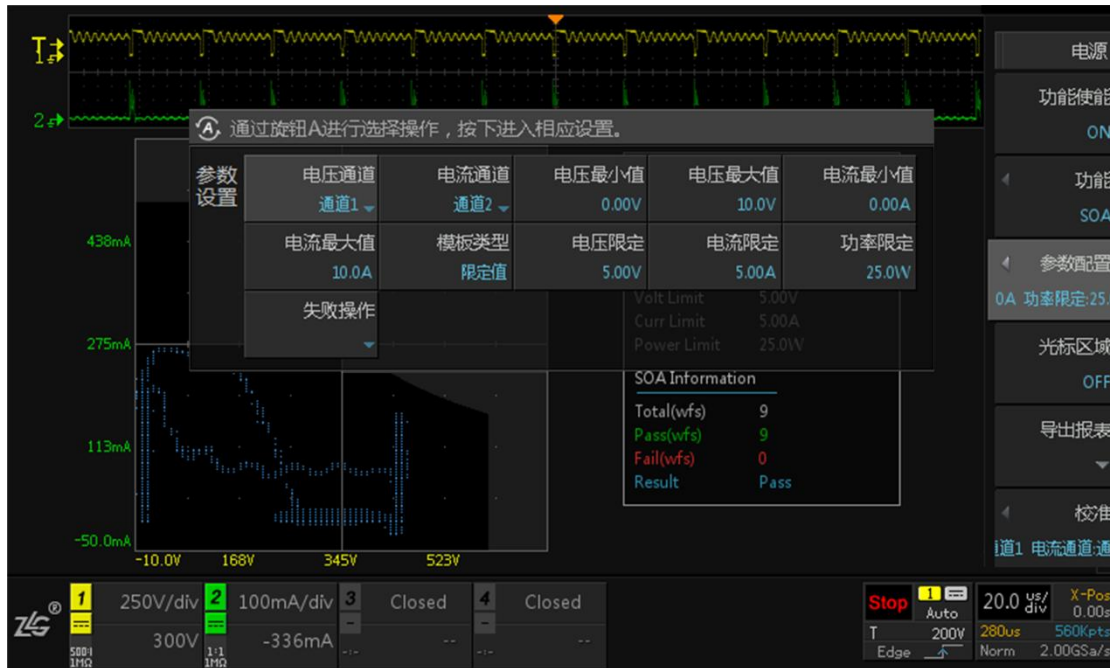 通过旋钮A进行选择操作，按下进入相应设置。
参数
设置
电压通道
通道1
电流通道
通道2
电压最小值
0.00V
电压最大值
10.0V
电流最小值
0.00A
电流最大值
10.0A
模板类型
限定值
电压限定
5.00V
电流限定
5.00A
功率限定
25.0W
失败操作
Volt Limit 5.00V
Curr Limit 5.00A
Power Limit 25.0W
SOA Information
Total(wfs) 9
Pass(wfs) 9
Fail(wfs) 0
Result Pass
438mA
275mA
113mA
-50.0mA
-10.0V 168V 345V 523V
电源
功能使能
ON
功能
SOA
参数配置
0A 功率限定:25.
光标区域
OFF
导出报表
校准
道1 电流通道:通
ZLG®
1 250V/div 2 100mA/div 3 Closed 4 Closed
300V -336mA -- --
500:1
1MΩ
1:1
1MΩ
Stop 1 Auto
T 200V
Edge
20.0 us/div X-Pos 0.00s
280us 560Kpts
Norm 2.00GSa/s